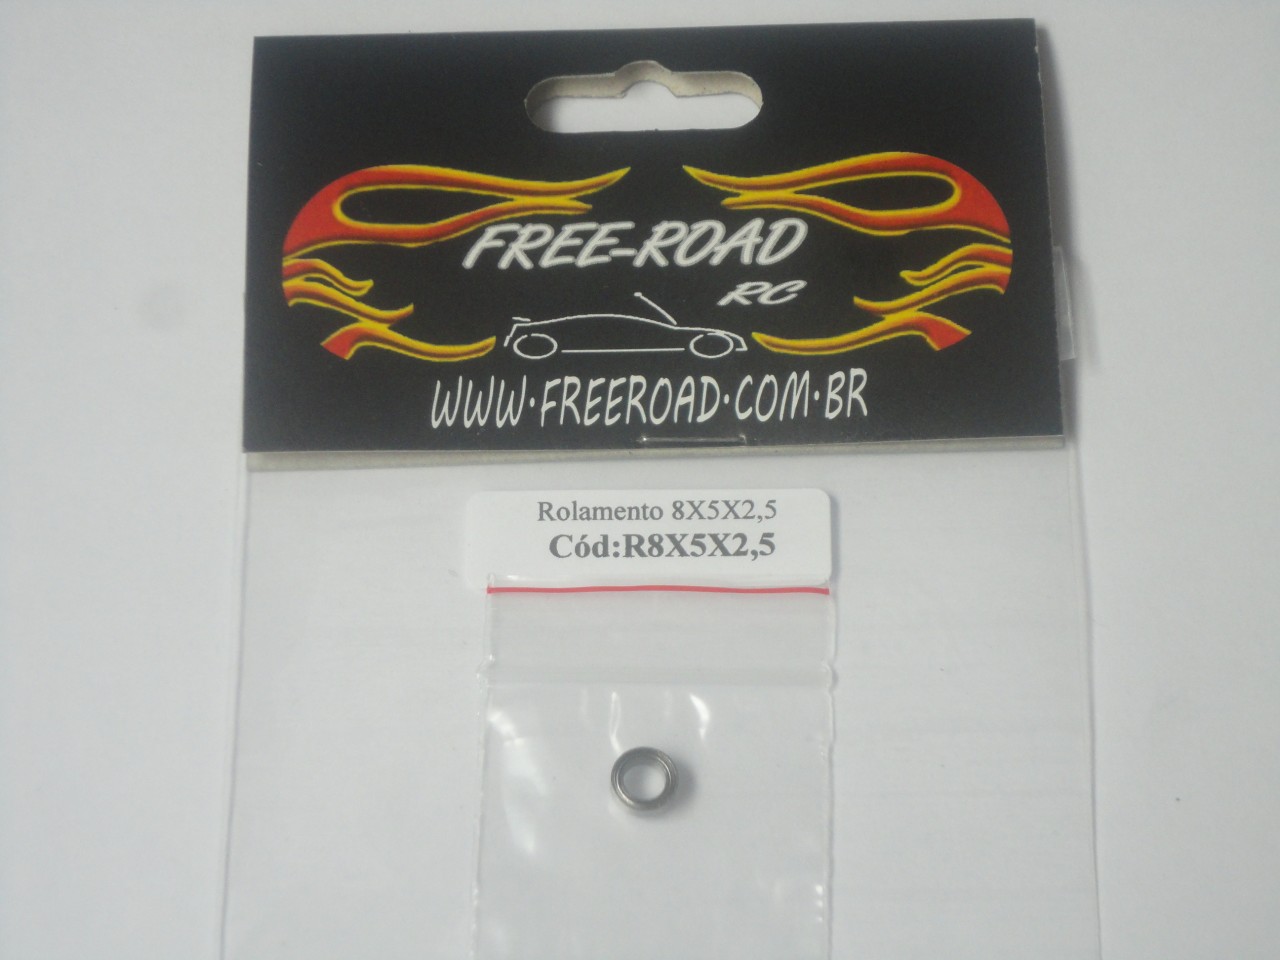 FREE-ROAD
RC
WWW.FREEROAD.COM.BR
Rolamento 8X5X2,5
Cód:R8X5X2,5